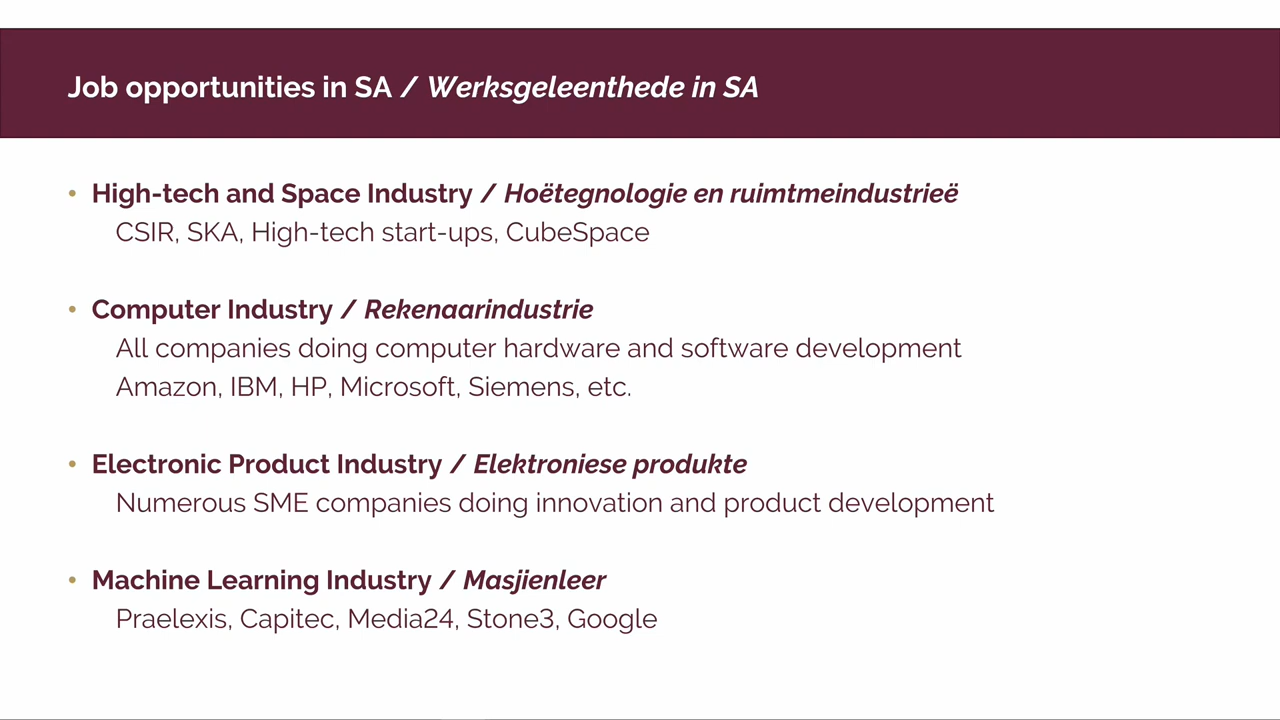 Job opportunities in SA / Werksgeleenthede in SA
• High-tech and Space Industry / Hoëtegnologie en ruimtmeindustrieë
CSIR, SKA, High-tech start-ups, CubeSpace
• Computer Industry / Rekenaarindustrie
All companies doing computer hardware and software development
Amazon, IBM, HP, Microsoft, Siemens, etc.
• Electronic Product Industry / Elektroniese produkte
Numerous SME companies doing innovation and product development
• Machine Learning Industry / Masjienleer
Praelexis, Capitec, Media24, Stone3, Google